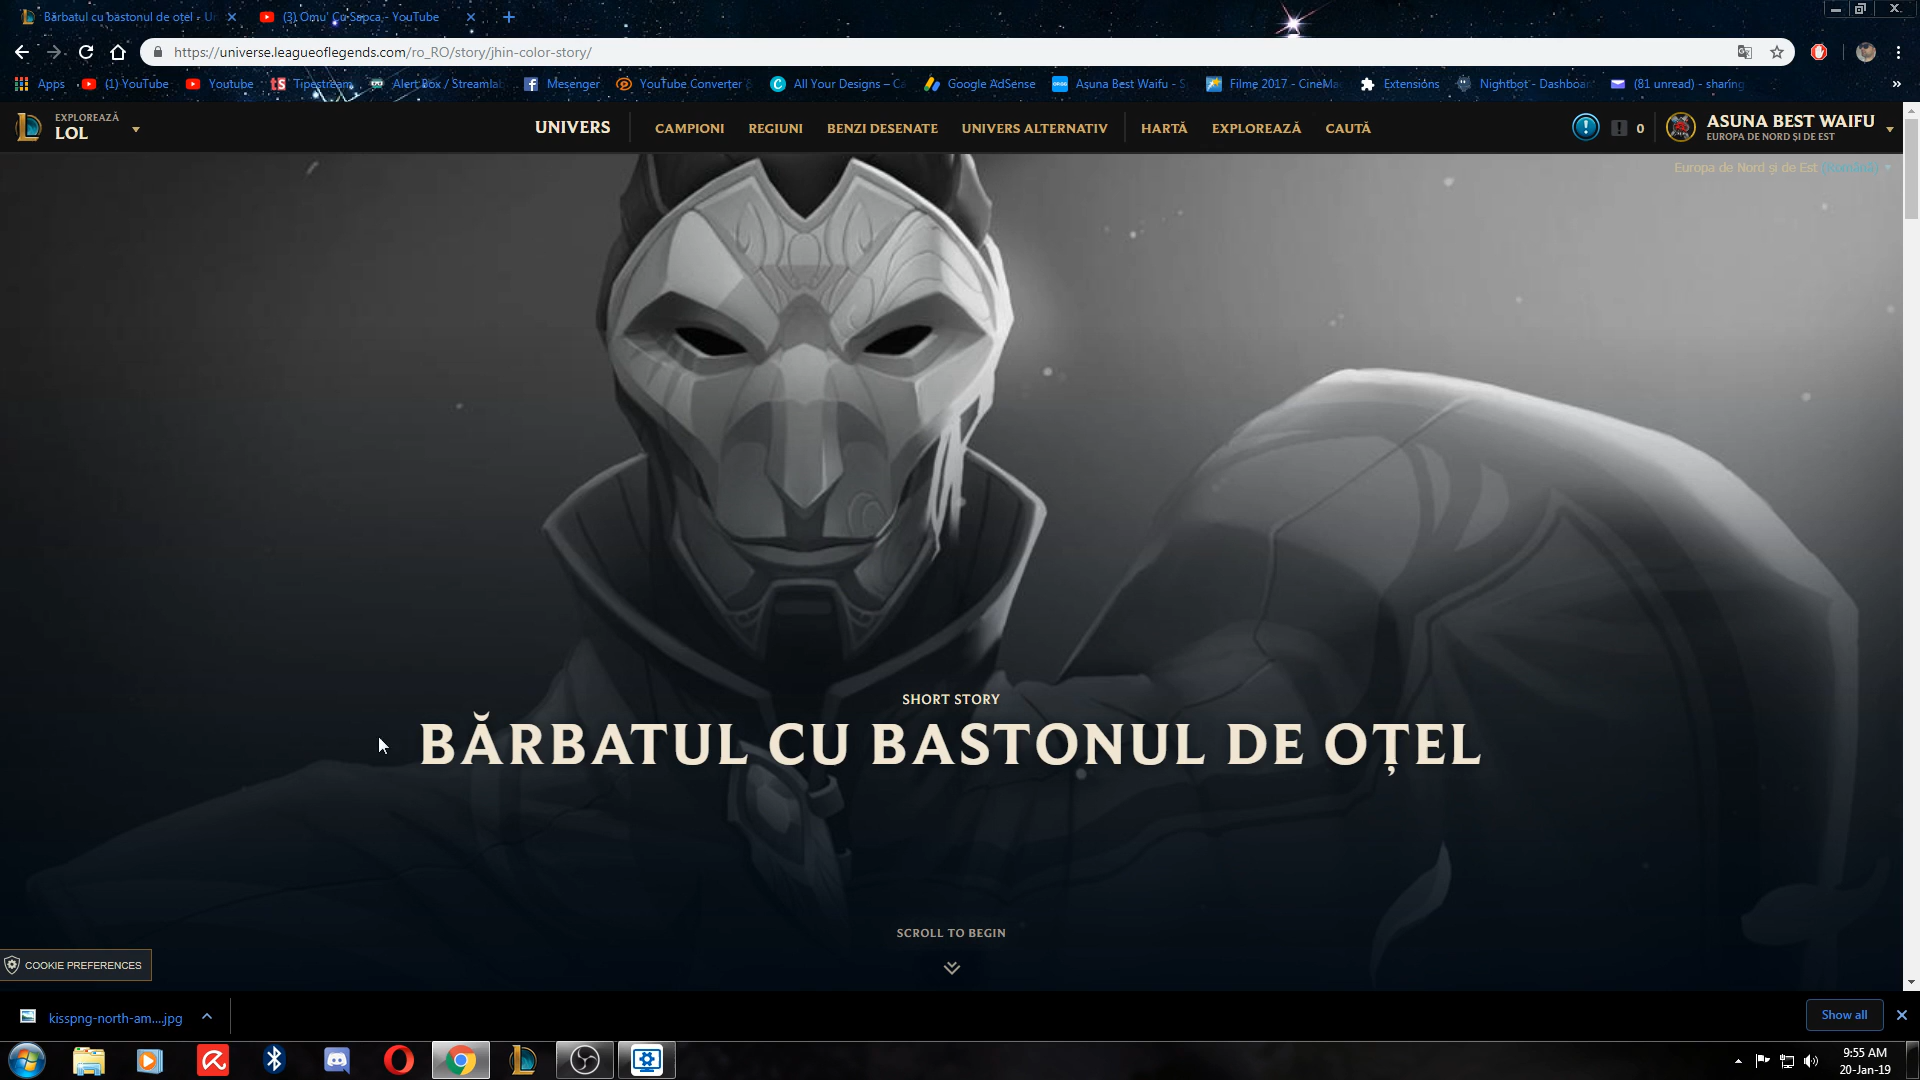 Bărbatul cu bastonul de oțel - Un
(3) Omu' Cu Sapca - YouTube
https://universe.leagueoflegends.com/ro_RO/story/jhin-color-story/
Apps
(1) YouTube
Youtube
Tipestream
Alert Box / Streamlab
Mesenger
YouTube Converter &
All Your Designs – Ca
Google AdSense
Asuna Best Waifu - S
Filme 2017 - CineMa
Extensions
Nightbot - Dashboar
(81 unread) - sharing
»
EXPLOREAZĂ
LOL
UNIVERS
CAMPIONI
REGIUNI
BENZI DESENATE
UNIVERS ALTERNATIV
HARTĂ
EXPLOREAZĂ
CAUTĂ
0
ASUNA BEST WAIFU
EUROPA DE NORD ȘI DE EST
Europa de Nord și de Est (Română)
SHORT STORY
BĂRBATUL CU BASTONUL DE OȚEL
SCROLL TO BEGIN
COOKIE PREFERENCES
kisspng-north-am....jpg
Show all
9:55 AM
20-Jan-19